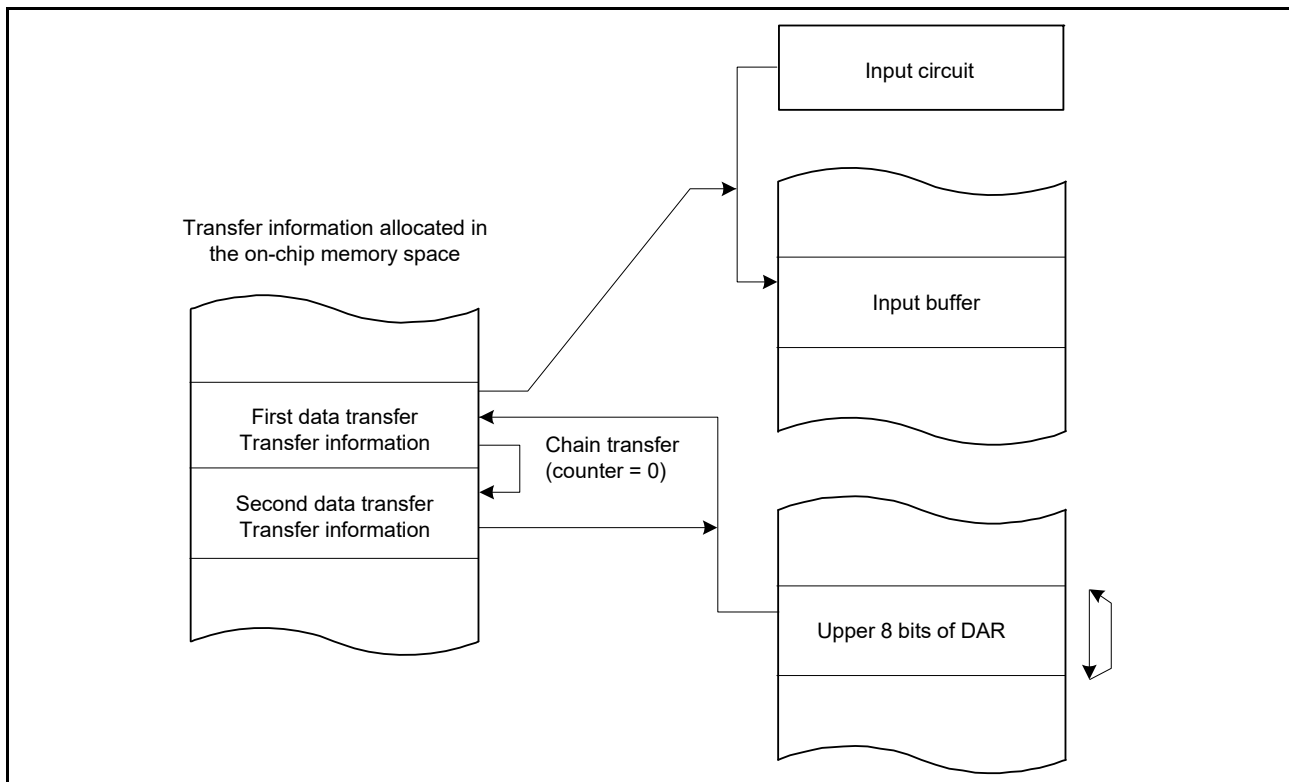 Input circuit
Transfer information allocated in
the on-chip memory space
Input buffer
First data transfer
Transfer information
Chain transfer
(counter = 0)
Second data transfer
Transfer information
Upper 8 bits of DAR